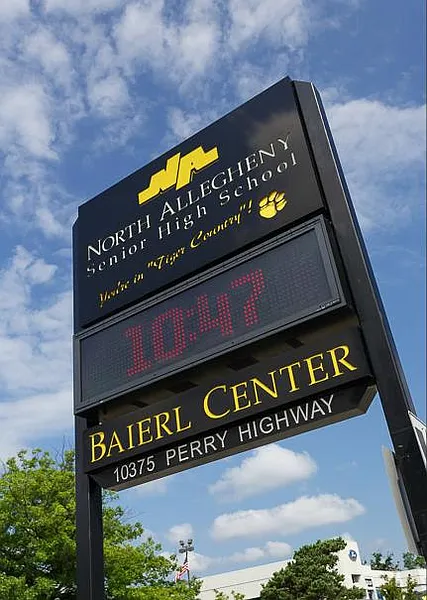 NA
NORTH ALLEGHENY
Senior High School
You're in "Tiger Country"!
10:47
BAIERL CENTER
10375 PERRY HIGHWAY